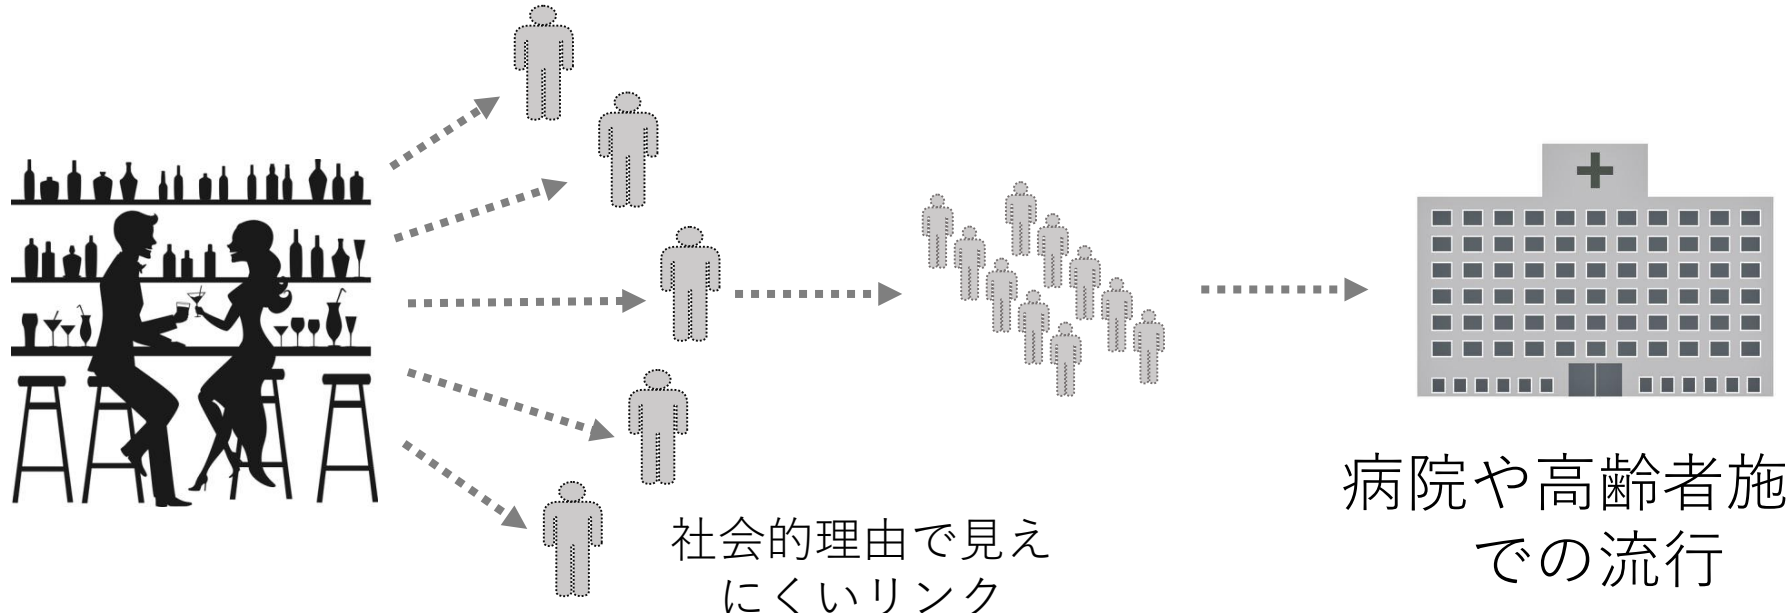 社会的理由で見え
にくいリンク
病院や高齢者施
での流行